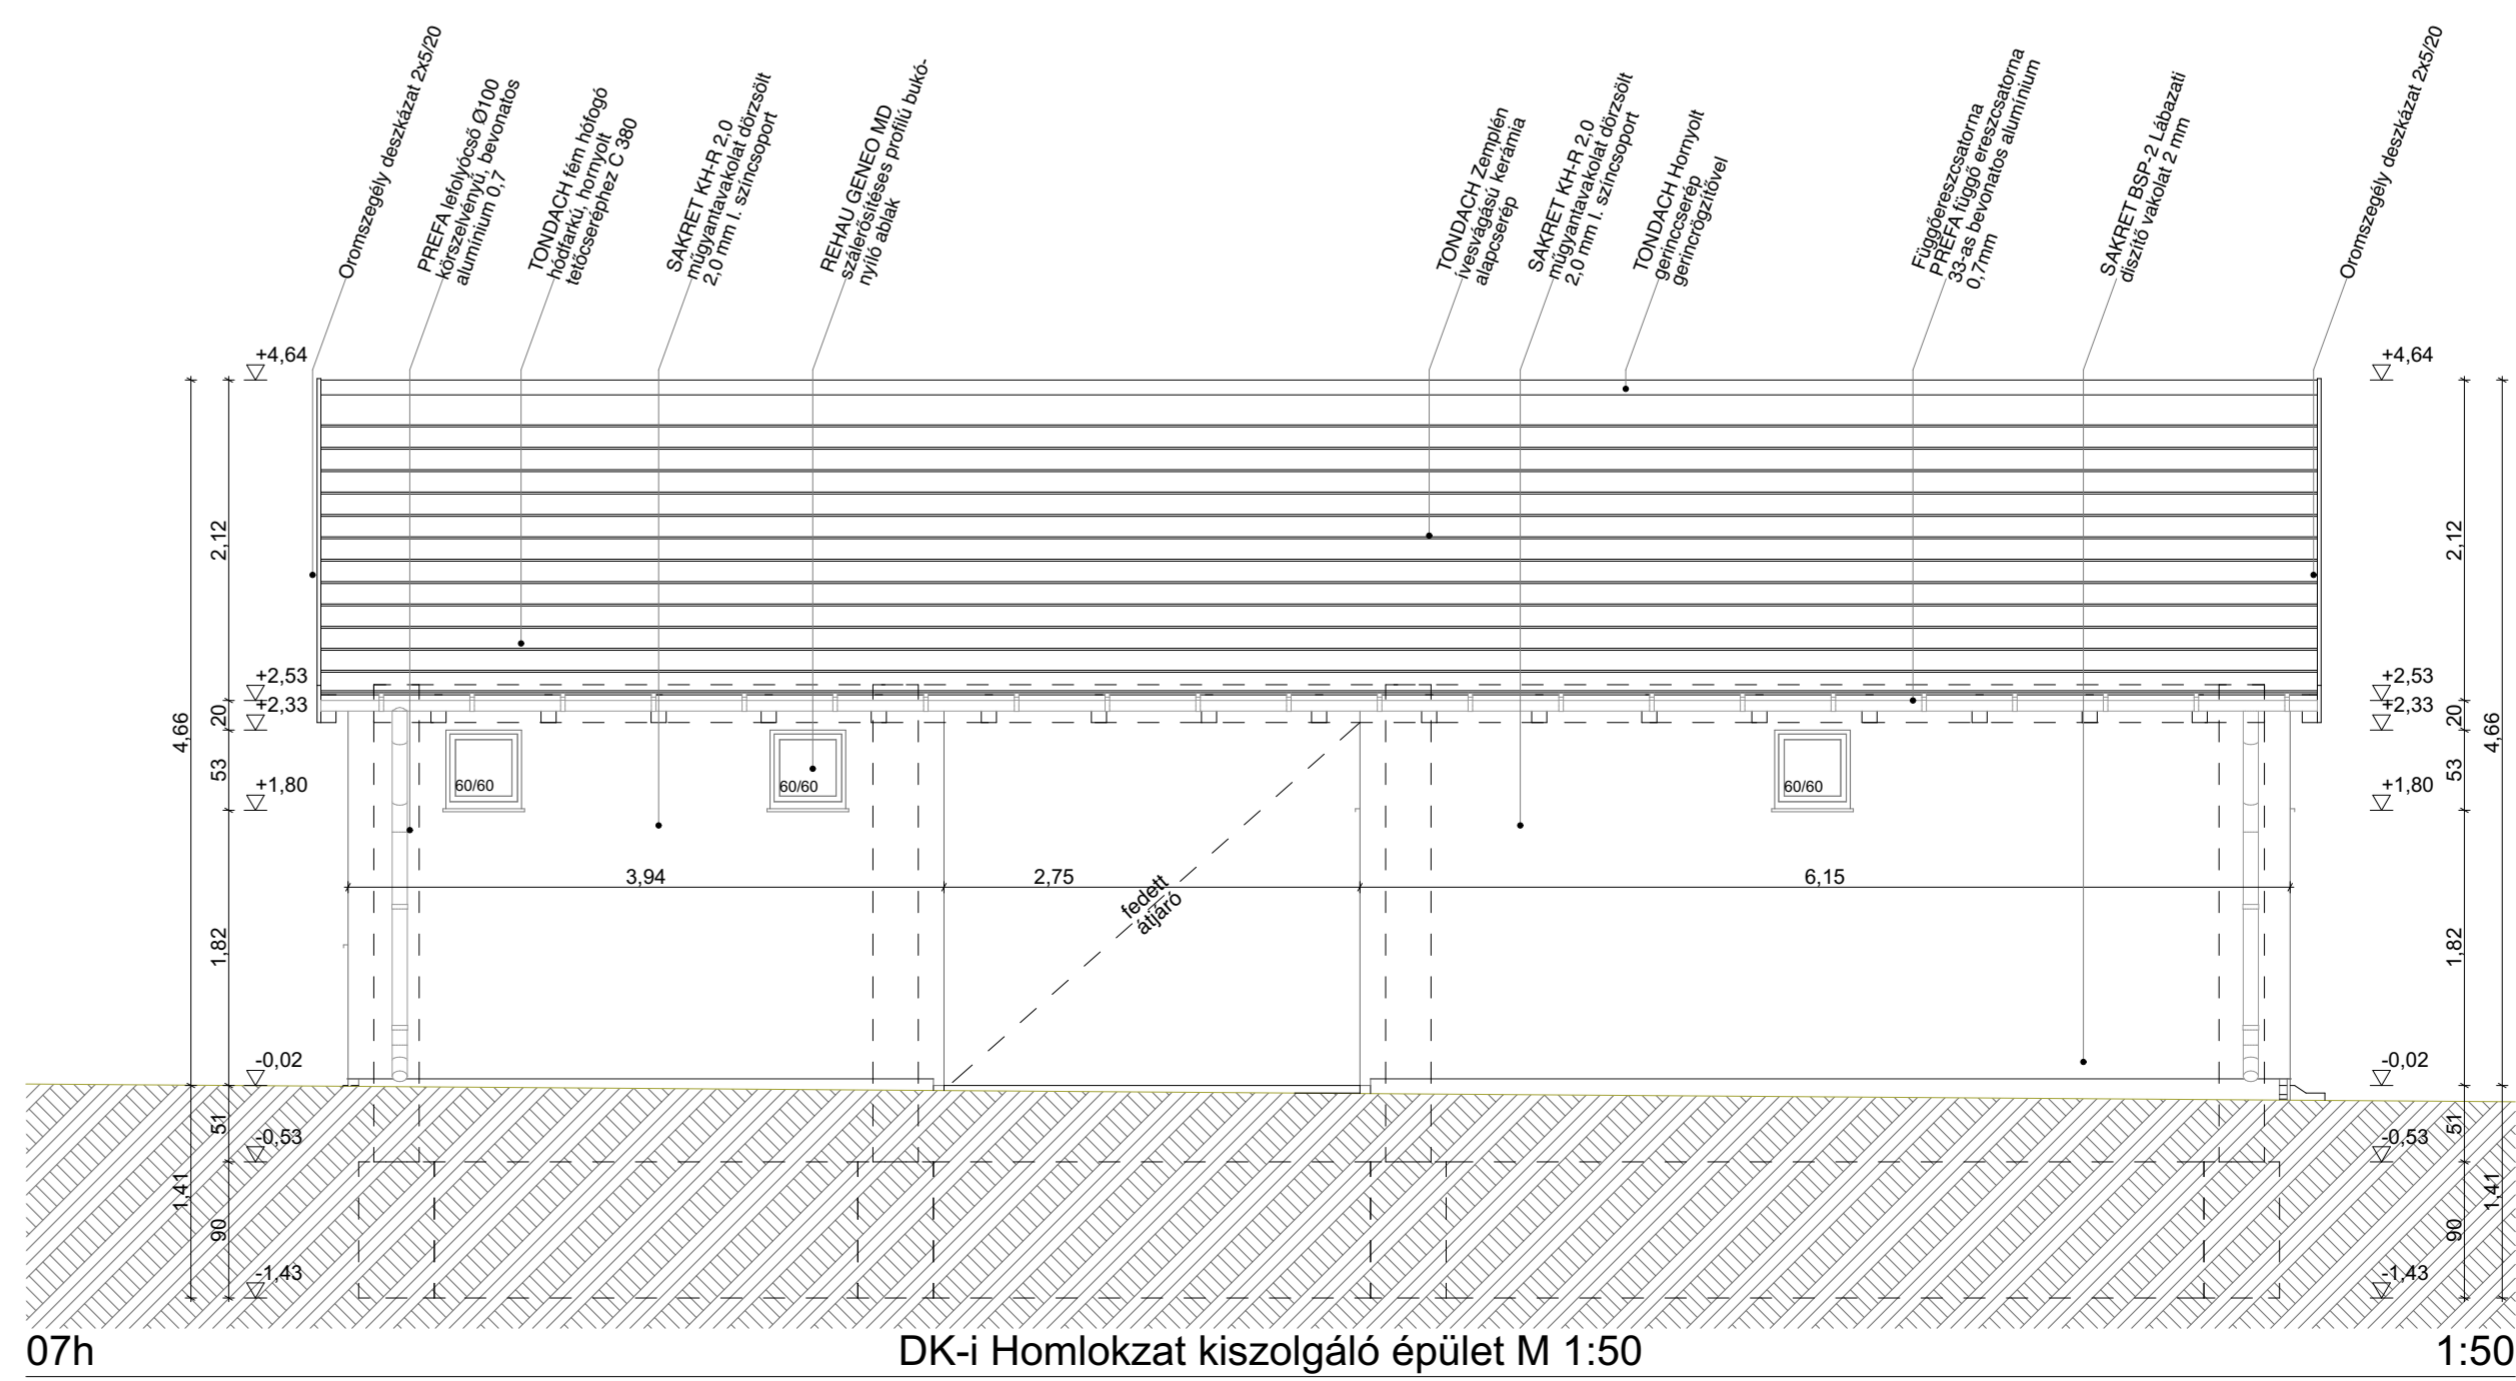 Oromszegély deszkázat 2x5/20
PREFA lefolyócső Ø100
körszelvényű, bevonatos
alumínium 0,7
TONDACH fém hófogó
hódfarkú, hornyolt
tetőcseréphez C 380
SAKRET KH-R 2,0
műgyantavakolat dörzsölt
2,0 mm I. színcsoport
REHAU GENEO MD
szálerősítéses profilú bukó-
nyíló ablak
TONDACH Zemplén
ívesvágású kerámia
alapcserép
SAKRET KH-R 2,0
műgyantavakolat dörzsölt
2,0 mm I. színcsoport
TONDACH Hornyolt
gerinccserép
gerincrögzítővel
Függőereszcsatorna
PREFA függő ereszcsatorna
33-as bevonatos alumínium
0,7mm
SAKRET BSP-2 Lábazati
díszítő vakolat 2 mm
Oromszegély deszkázat 2x5/20
+4,64
+4,64
2,12
2,12
+2,53
+2,53
+2,33
+2,33
20
20
4,66
4,66
53
53
60/60
60/60
60/60
+1,80
+1,80
3,94
2,75
6,15
fedett
átjáró
1,82
1,82
-0,02
-0,02
51
51
-0,53
-0,53
1,41
1,41
90
90
-1,43
-1,43
07h
DK-i Homlokzat kiszolgáló épület M 1:50
1:50